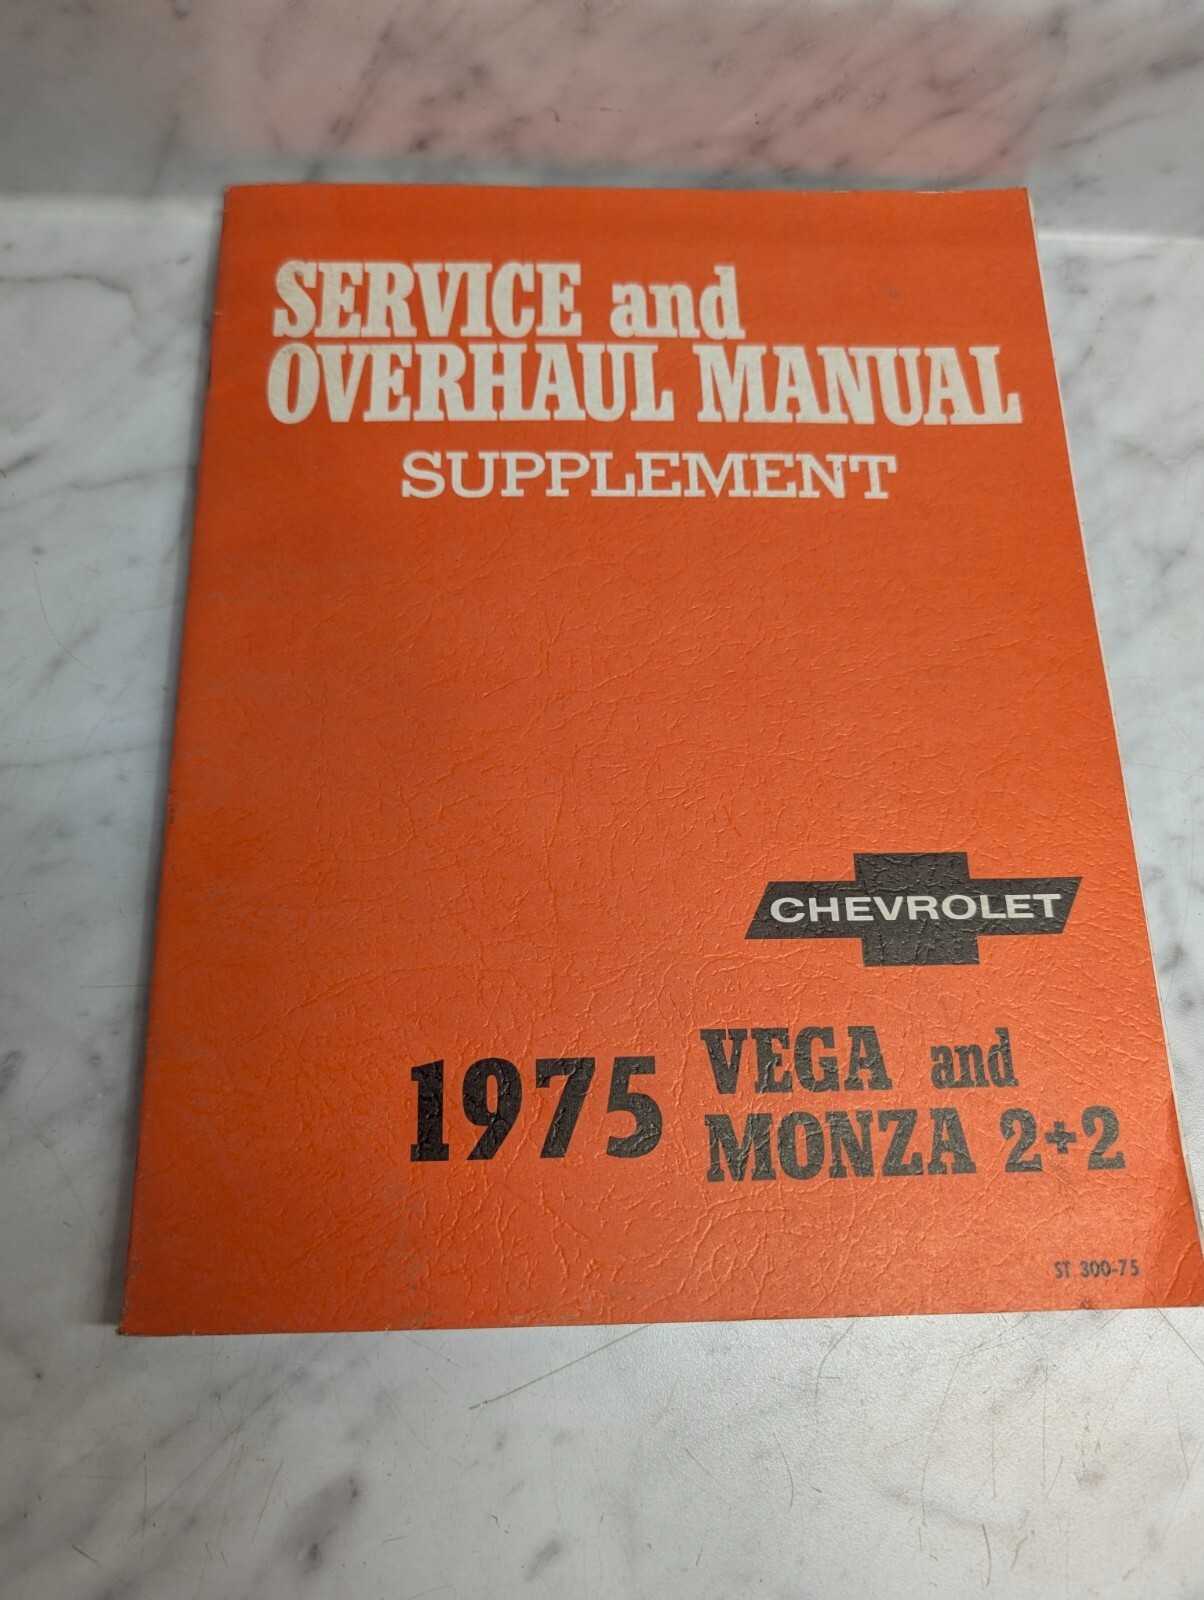 SERVICE and
OVERHAUL MANUAL
SUPPLEMENT
CHEVROLET
1975 VEGA and
MONZA 2+2
ST 300-75